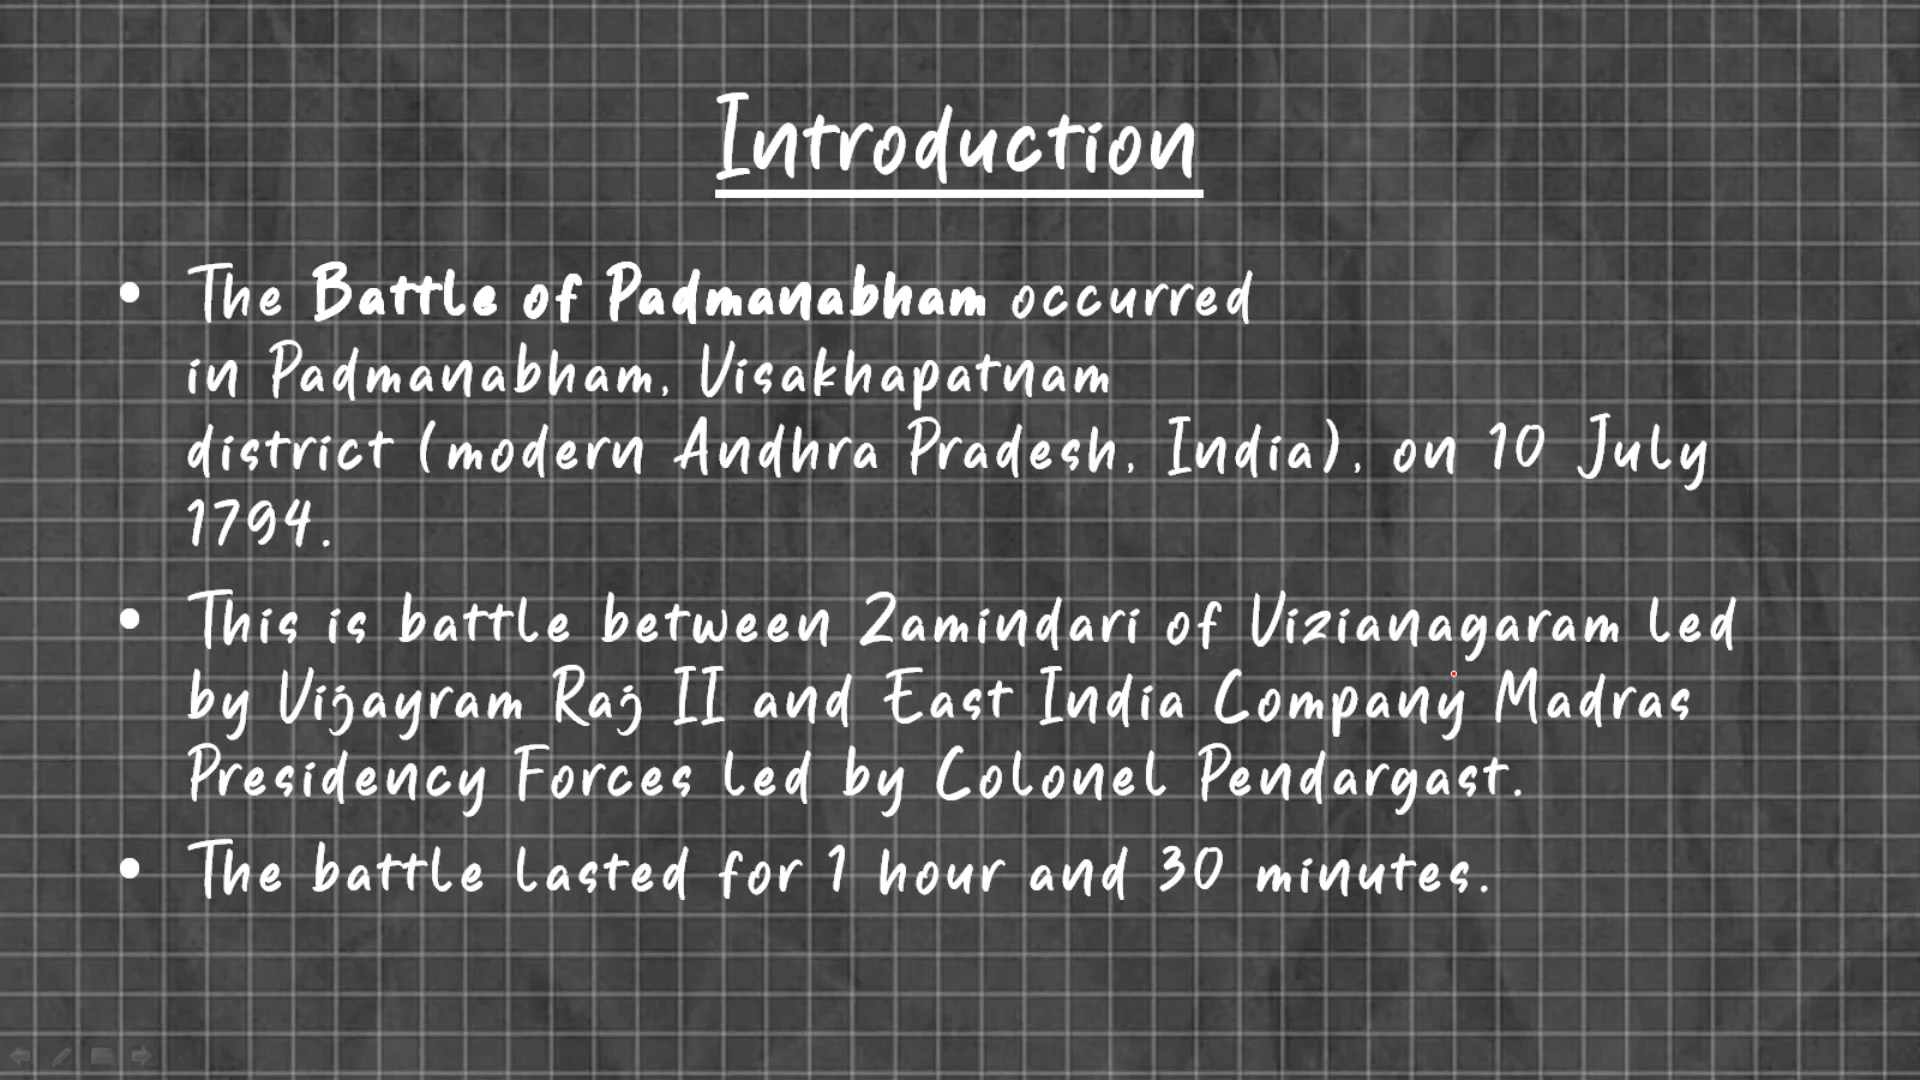 Introduction
• The Battle of Padmanabham occurred
in Padmanabham, Visakhapatnam
district (modern Andhra Pradesh, India), on 10 July
1794.
• This is battle between Zamindari of Vizianagaram led
by Vijayram Raj II and East India Company Madras
Presidency Forces led by Colonel Pendargast.
• The battle lasted for 1 hour and 30 minutes.